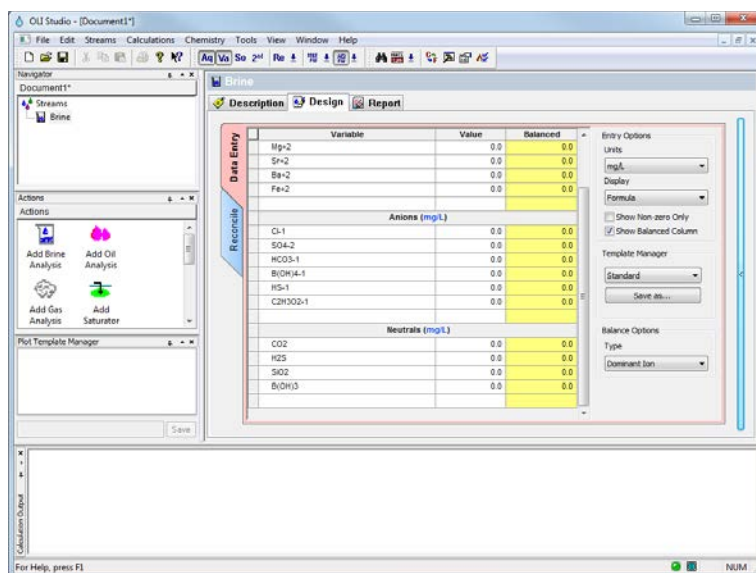 OLI Studio - [Document1*]
File Edit Streams Calculations Chemistry Tools View Window Help
Aq Va So 2nd Re
Navigator
Document1*
Streams
Brine
Actions
Actions
Add Brine Analysis
Add Oil Analysis
Add Gas Analysis
Add Saturator
Plot Template Manager
Save
Brine
Description Design Report
Data Entry
Reconcile
Variable Value Balanced
Mg+2 0.0 0.0
Sr+2 0.0 0.0
Ba+2 0.0 0.0
Fe+2 0.0 0.0
Anions (mg/L)
Cl-1 0.0 0.0
SO4-2 0.0 0.0
HCO3-1 0.0 0.0
B(OH)4-1 0.0 0.0
HS-1 0.0 0.0
C2H3O2-1 0.0 0.0
Neutrals (mg/L)
CO2 0.0 0.0
H2S 0.0 0.0
SiO2 0.0 0.0
B(OH)3 0.0 0.0
Entry Options
Units
mg/L
Display
Formula
Show Non-zero Only
Show Balanced Column
Template Manager
Standard
Save as...
Balance Options
Type
Dominant Ion
Calculation Output
For Help, press F1
NUM